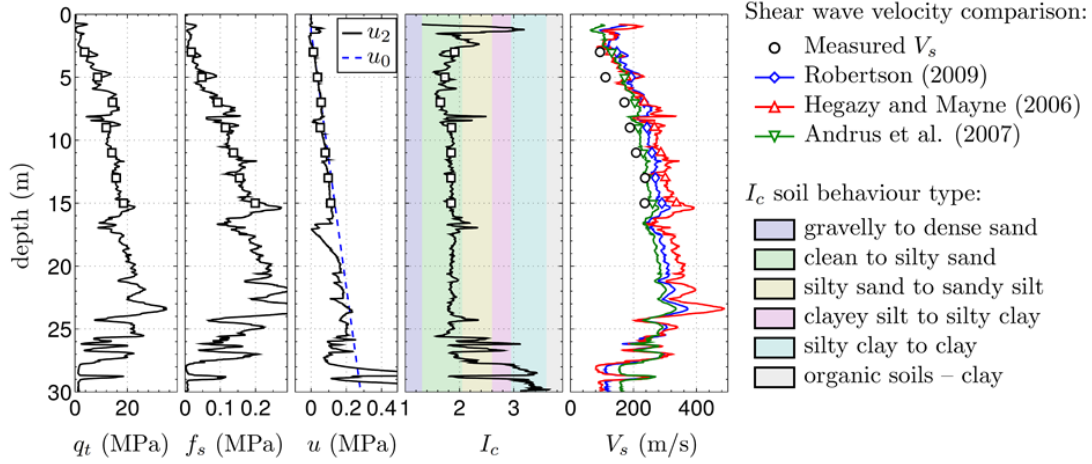 0
5
10
15
20
25
30
depth (m)
0 20
q_t (MPa)
0 0.1 0.2
f_s (MPa)
u_2
u_0
0 0.2 0.4
u (MPa)
1 2 3
I_c
0 200 400
V_s (m/s)
Shear wave velocity comparison:
Measured V_s
Robertson (2009)
Hegazy and Mayne (2006)
Andrus et al. (2007)
I_c soil behaviour type:
gravelly to dense sand
clean to silty sand
silty sand to sandy silt
clayey silt to silty clay
silty clay to clay
organic soils – clay